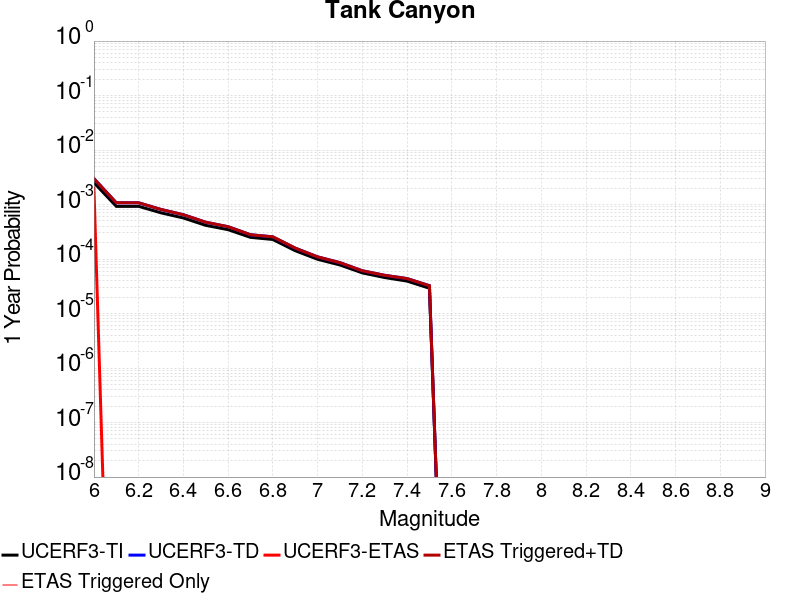 Tank Canyon
10^0
10^-1
10^-2
10^-3
10^-4
10^-5
10^-6
10^-7
10^-8
1 Year Probability
6 6.2 6.4 6.6 6.8 7 7.2 7.4 7.6 7.8 8 8.2 8.4 8.6 8.8 9
Magnitude
UCERF3-TI UCERF3-TD UCERF3-ETAS ETAS Triggered+TD
ETAS Triggered Only